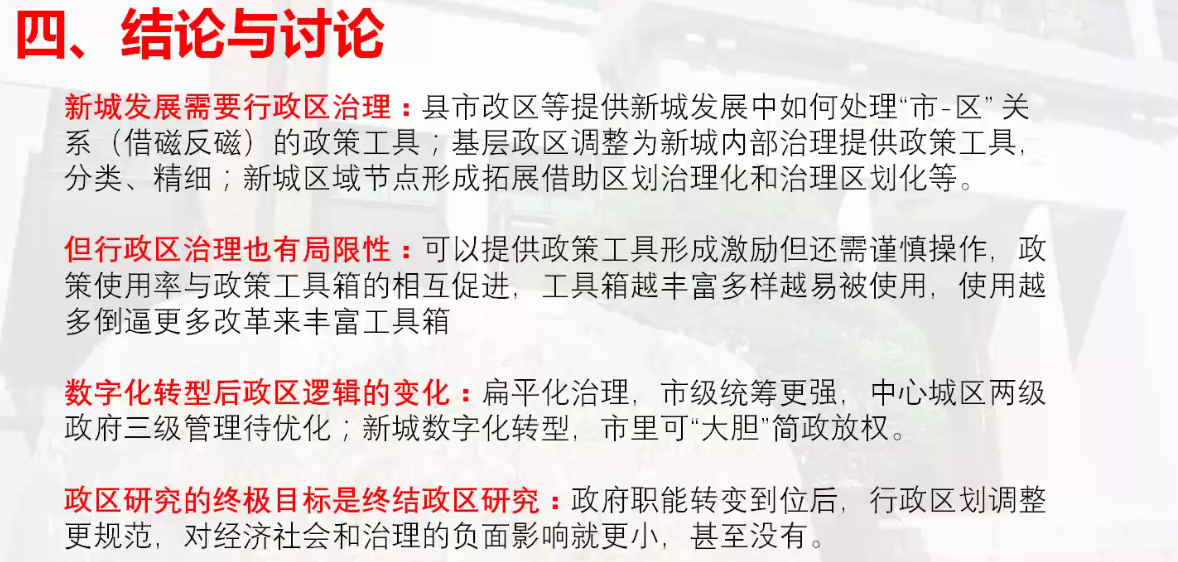 四、结论与讨论
新城发展需要行政区治理：县市改区等提供新城发展中如何处理“市-区”关
系（借磁反磁）的政策工具；基层政区调整为新城内部治理提供政策工具，
分类、精细；新城区域节点形成拓展借助区划治理化和治理区划化等。
但行政区治理也有局限性：可以提供政策工具形成激励但还需谨慎操作，政
策使用率与政策工具箱的相互促进，工具箱越丰富多样越易被使用，使用越
多倒逼更多改革来丰富工具箱
数字化转型后政区逻辑的变化：扁平化治理，市级统筹更强，中心城区两级
政府三级管理待优化；新城数字化转型，市里可“大胆”简政放权。
政区研究的终极目标是终结政区研究：政府职能转变到位后，行政区划调整
更规范，对经济社会和治理的负面影响就更小，甚至没有。